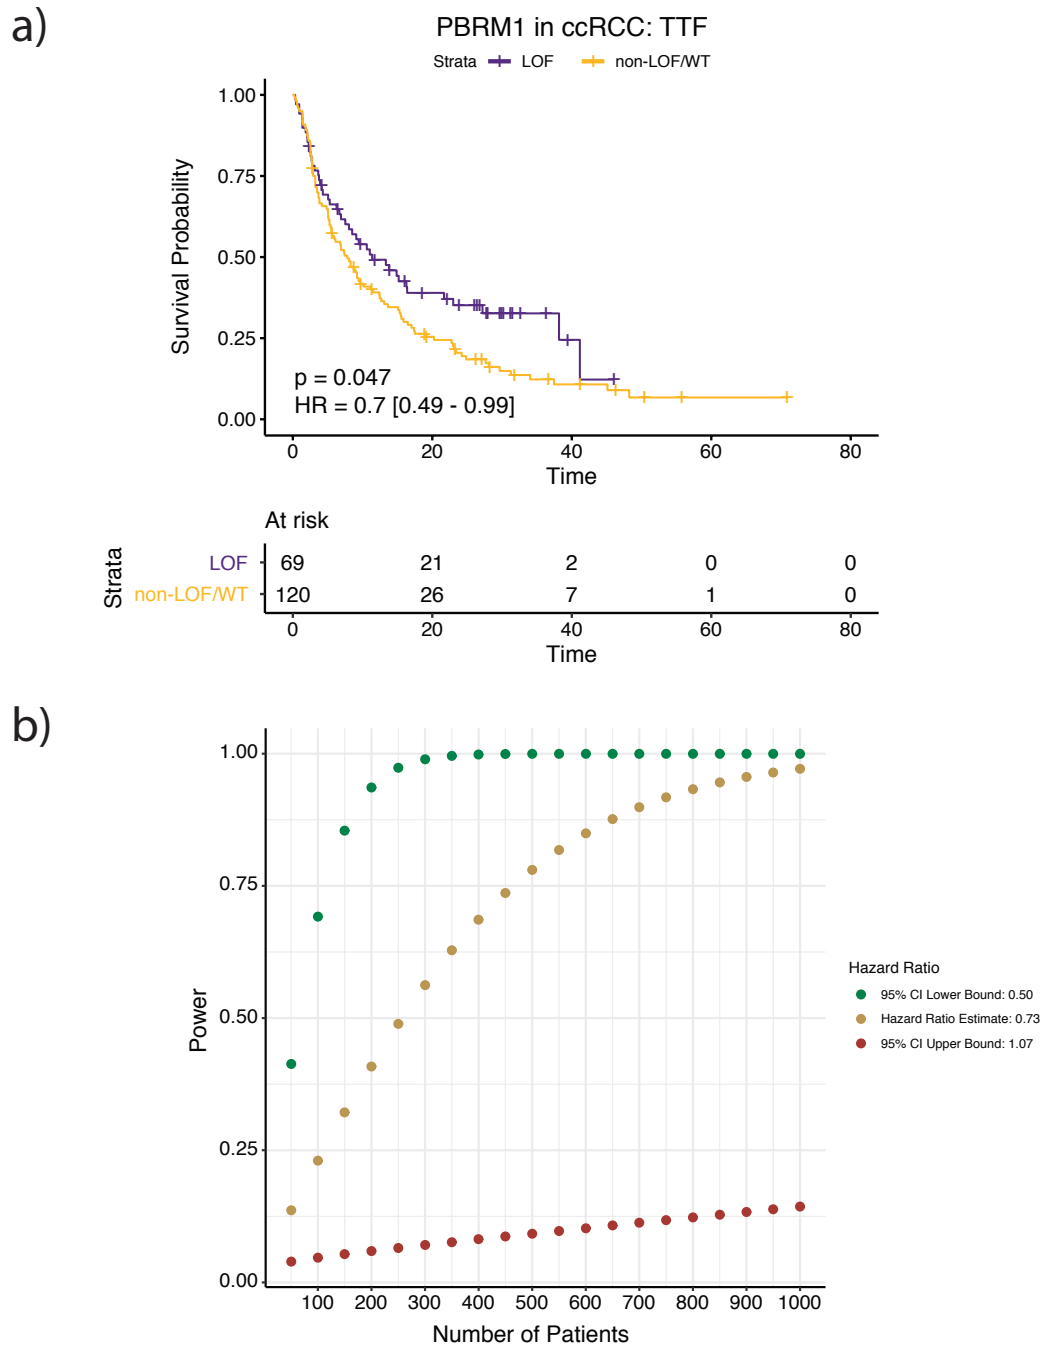 a)
PBRM1 in ccRCC: TTF
Strata LOF non-LOF/WT
Survival Probability
1.00
0.75
0.50
0.25
0.00
p = 0.047
HR = 0.7 [0.49 - 0.99]
0 20 40 60 80
Time
At risk
Strata
LOF 69 21 2 0 0
non-LOF/WT 120 26 7 1 0
0 20 40 60 80
Time
b)
Power
1.00
0.75
0.50
0.25
0.00
100 200 300 400 500 600 700 800 900 1000
Number of Patients
Hazard Ratio
95% CI Lower Bound: 0.50
Hazard Ratio Estimate: 0.73
95% CI Upper Bound: 1.07